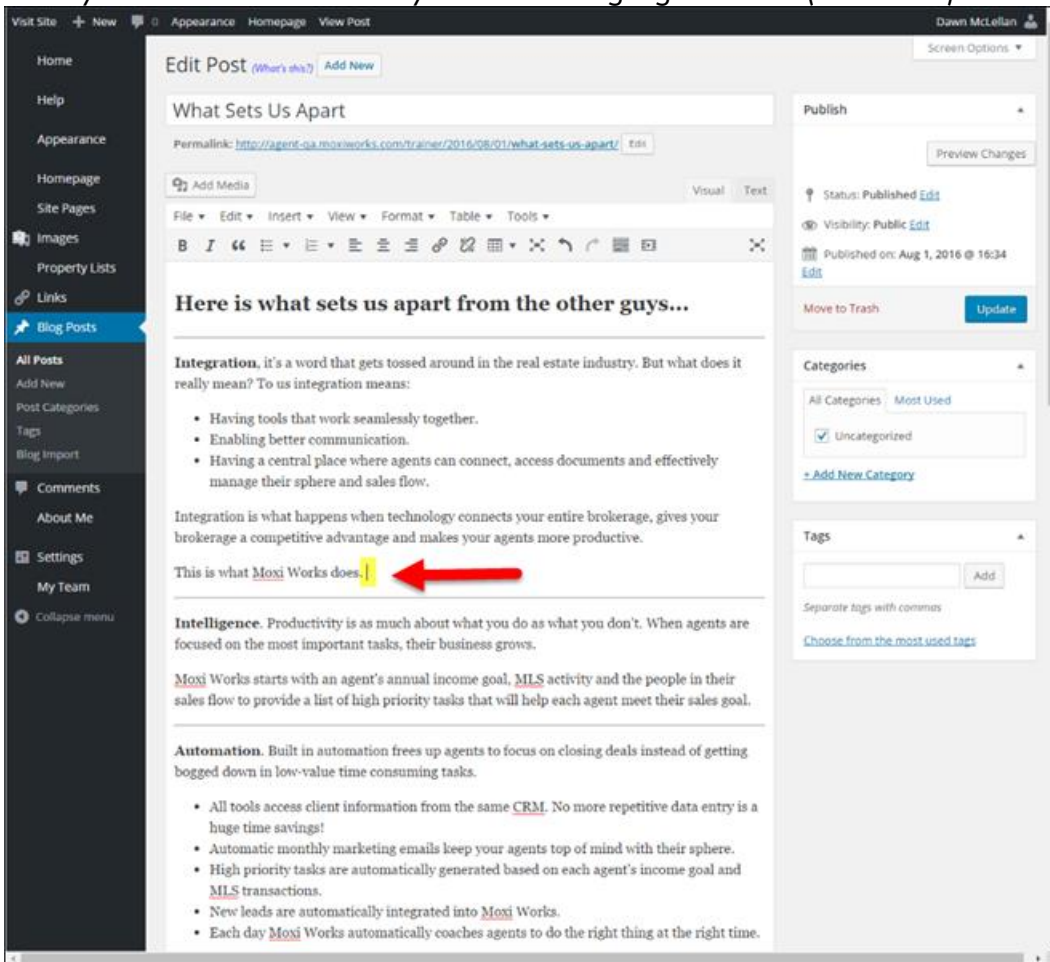 Visit Site + New 0 Appearance Homepage View Post Dawn McLellan
Screen Options
Home
Help
Appearance
Homepage
Site Pages
Images
Property Lists
Links
Blog Posts
All Posts
Add New
Post Categories
Tags
Blog Import
Comments
About Me
Settings
My Team
Collapse menu
Edit Post (What's this?) Add New
What Sets Us Apart
Permalink: http://agent-qa.moxiworks.com/trainer/2016/08/01/what-sets-us-apart/ Edit
Add Media
Visual Text
File Edit Insert View Format Table Tools
B I
Here is what sets us apart from the other guys...
Integration, it's a word that gets tossed around in the real estate industry. But what does it
really mean? To us integration means:
• Having tools that work seamlessly together.
• Enabling better communication.
• Having a central place where agents can connect, access documents and effectively
manage their sphere and sales flow.
Integration is what happens when technology connects your entire brokerage, gives your
brokerage a competitive advantage and makes your agents more productive.
This is what Moxi Works does.
Intelligence. Productivity is as much about what you do as what you don't. When agents are
focused on the most important tasks, their business grows.
Moxi Works starts with an agent's annual income goal, MLS activity and the people in their
sales flow to provide a list of high priority tasks that will help each agent meet their sales goal.
Automation. Built in automation frees up agents to focus on closing deals instead of getting
bogged down in low-value time consuming tasks.
• All tools access client information from the same CRM. No more repetitive data entry is a
huge time savings!
• Automatic monthly marketing emails keep your agents top of mind with their sphere.
• High priority tasks are automatically generated based on each agent's income goal and
MLS transactions.
• New leads are automatically integrated into Moxi Works.
• Each day Moxi Works automatically coaches agents to do the right thing at the right time.
Publish
Preview Changes
Status: Published Edit
Visibility: Public Edit
Published on: Aug 1, 2016 @ 16:34
Edit
Move to Trash Update
Categories
All Categories Most Used
Uncategorized
+ Add New Category
Tags
Add
Separate tags with commas
Choose from the most used tags